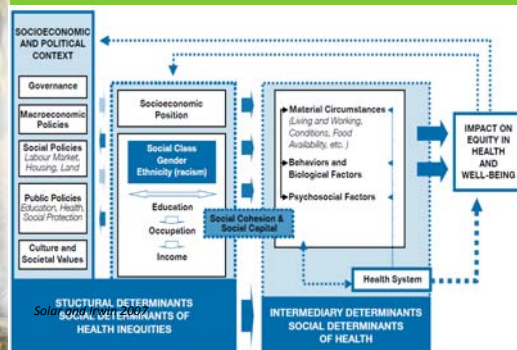 SOCIOECONOMIC
AND POLITICAL
CONTEXT
Governance
Macroeconomic
Policies
Social Policies
Labour Market,
Housing, Land
Public Policies
Education, Health,
Social Protection
Culture and
Societal Values
Socioeconomic
Position
Social Class
Gender
Ethnicity (racism)
Education
Occupation
Income
Social Cohesion &
Social Capital
Material Circumstances
(Living and Working,
Conditions, Food
Availability, etc. )
Behaviors and
Biological Factors
Psychosocial Factors
Health System
IMPACT ON
EQUITY IN
HEALTH
AND
WELL-BEING
Solar and Irwin 2007
STUCTURAL DETERMINANTS
SOCIAL DETERMINANTS OF
HEALTH INEQUITIES
INTERMEDIARY DETERMINANTS
SOCIAL DETERMINANTS
OF HEALTH